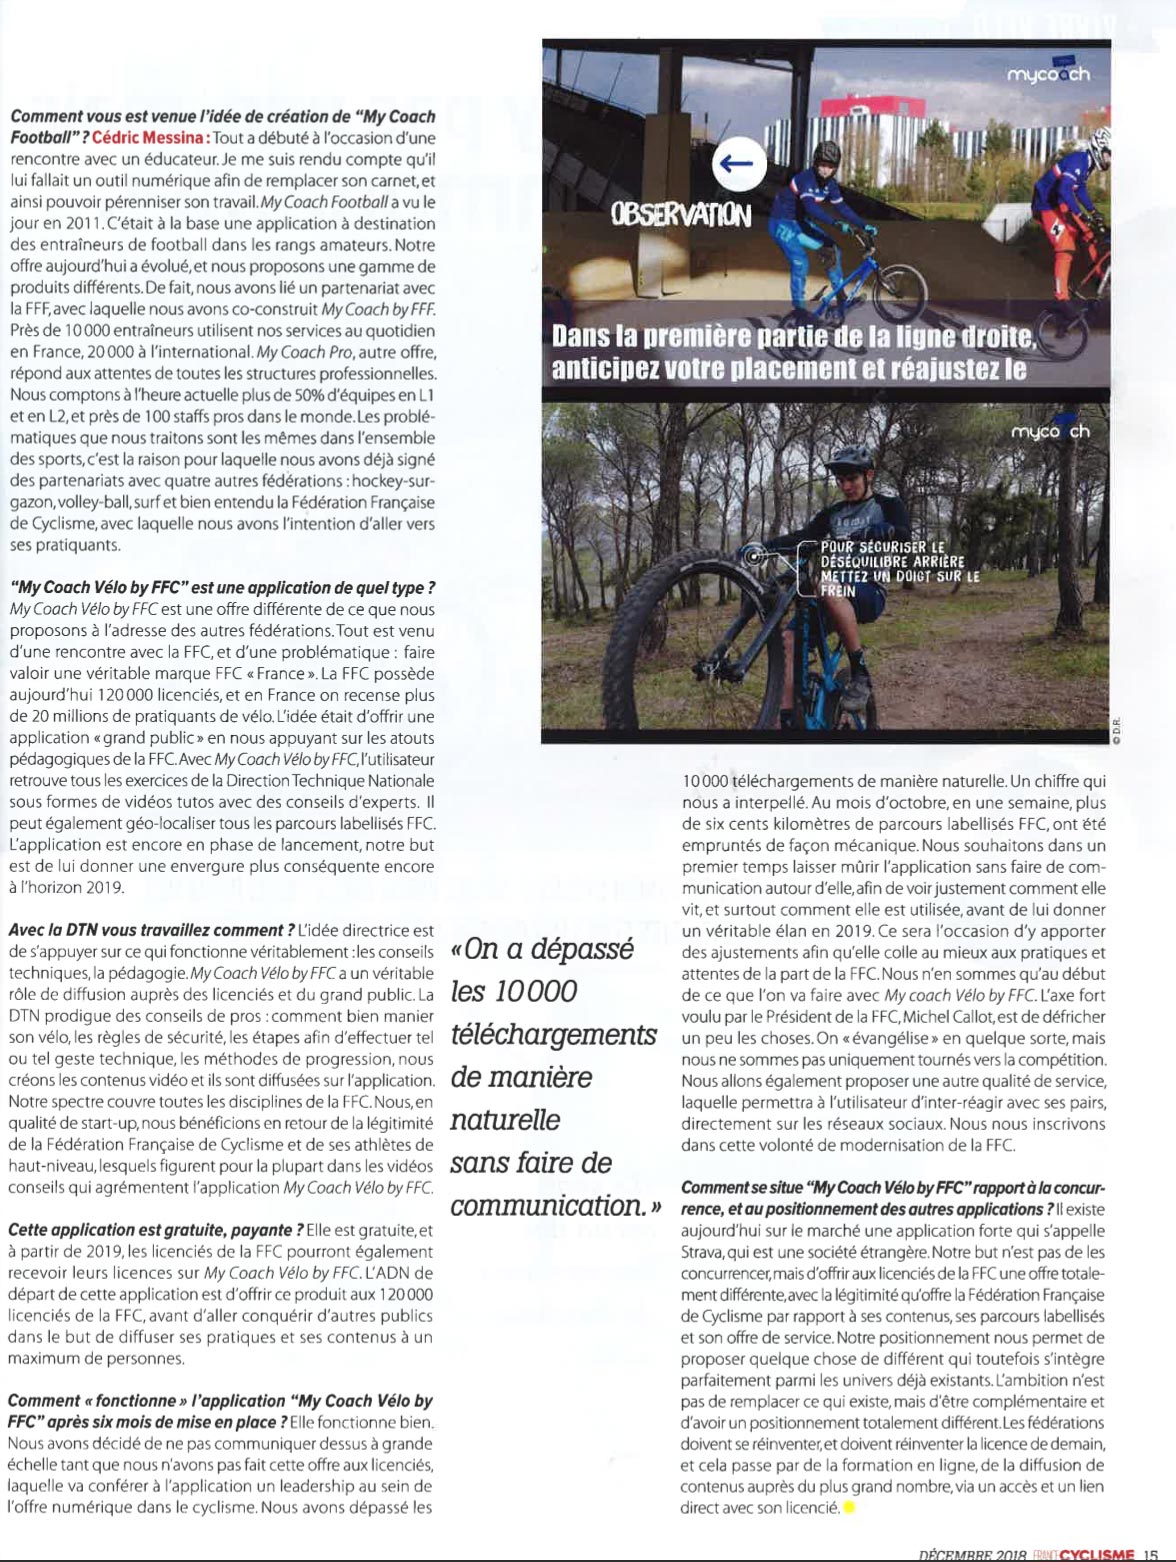 Comment vous est venue l'idée de création de "My Coach
Football" ? Cédric Messina : Tout a débuté à l'occasion d'une
rencontre avec un éducateur. Je me suis rendu compte qu'il
lui fallait un outil numérique afin de remplacer son carnet, et
ainsi pouvoir pérenniser son travail. My Coach Football a vu le
jour en 2011. C'était à la base une application à destination
des entraîneurs de football dans les rangs amateurs. Notre
offre aujourd'hui a évolué, et nous proposons une gamme de
produits différents. De fait, nous avons lié un partenariat avec
la FFF, avec laquelle nous avons co-construit My Coach by FFF.
Près de 10 000 entraîneurs utilisent nos services au quotidien
en France, 20 000 à l'international. My Coach Pro, autre offre,
répond aux attentes de toutes les structures professionnelles.
Nous comptons à l'heure actuelle plus de 50% d'équipes en L1
et en L2, et près de 100 staffs pros dans le monde. Les problé-
matiques que nous traitons sont les mêmes dans l'ensemble
des sports, c'est la raison pour laquelle nous avons déjà signé
des partenariats avec quatre autres fédérations : hockey-sur-
gazon, volley-ball, surf et bien entendu la Fédération Française
de Cyclisme, avec laquelle nous avons l'intention d'aller vers
ses pratiquants.
"My Coach Vélo by FFC" est une application de quel type ?
My Coach Vélo by FFC est une offre différente de ce que nous
proposons à l'adresse des autres fédérations. Tout est venu
d'une rencontre avec la FFC, et d'une problématique : faire
valoir une véritable marque FFC « France ». La FFC possède
aujourd'hui 120 000 licenciés, et en France on recense plus
de 20 millions de pratiquants de vélo. L'idée était d'offrir une
application « grand public » en nous appuyant sur les atouts
pédagogiques de la FFC. Avec My Coach Vélo by FFC, l'utilisateur
retrouve tous les exercices de la Direction Technique Nationale
sous formes de vidéos tutos avec des conseils d'experts. Il
peut également géo-localiser tous les parcours labellisés FFC.
L'application est encore en phase de lancement, notre but
est de lui donner une envergure plus conséquente encore
à l'horizon 2019.
Avec la DTN vous travaillez comment ? L'idée directrice est
de s'appuyer sur ce qui fonctionne véritablement : les conseils
techniques, la pédagogie. My Coach Vélo by FFC a un véritable
rôle de diffusion auprès des licenciés et du grand public. La
DTN prodigue des conseils de pros : comment bien manier
son vélo, les règles de sécurité, les étapes afin d'effectuer tel
ou tel geste technique, les méthodes de progression, nous
créons les contenus vidéo et ils sont diffusées sur l'application.
Notre spectre couvre toutes les disciplines de la FFC. Nous, en
qualité de start-up, nous bénéficions en retour de la légitimité
de la Fédération Française de Cyclisme et de ses athlètes de
haut-niveau, lesquels figurent pour la plupart dans les vidéos
conseils qui agrémentent l'application My Coach Vélo by FFC.
Cette application est gratuite, payante ? Elle est gratuite, et
à partir de 2019, les licenciés de la FFC pourront également
recevoir leurs licences sur My Coach Vélo by FFC. L'ADN de
départ de cette application est d'offrir ce produit aux 120 000
licenciés de la FFC, avant d'aller conquérir d'autres publics
dans le but de diffuser ses pratiques et ses contenus à un
maximum de personnes.
Comment « fonctionne » l'application "My Coach Vélo by
FFC" après six mois de mise en place ? Elle fonctionne bien.
Nous avons décidé de ne pas communiquer dessus à grande
échelle tant que nous n'avons pas fait cette offre aux licenciés,
laquelle va conférer à l'application un leadership au sein de
l'offre numérique dans le cyclisme. Nous avons dépassé les
mycoach
OBSERVATION
Dans la première partie de la ligne droite,
anticipez votre placement et réajustez le
mycoach
POUR SÉCURISER LE
DÉSÉQUILIBRE ARRIÈRE
METTEZ UN DOIGT SUR LE
FREIN
© D.R.
« On a dépassé
les 10 000
téléchargements
de manière
naturelle
sans faire de
communication. »
10 000 téléchargements de manière naturelle. Un chiffre qui
nous a interpellé. Au mois d'octobre, en une semaine, plus
de six cents kilomètres de parcours labellisés FFC, ont été
empruntés de façon mécanique. Nous souhaitons dans un
premier temps laisser mûrir l'application sans faire de com-
munication autour d'elle, afin de voir justement comment elle
vit, et surtout comment elle est utilisée, avant de lui donner
un véritable élan en 2019. Ce sera l'occasion d'y apporter
des ajustements afin qu'elle colle au mieux aux pratiques et
attentes de la part de la FFC. Nous n'en sommes qu'au début
de ce que l'on va faire avec My coach Vélo by FFC. L'axe fort
voulu par le Président de la FFC, Michel Callot, est de défricher
un peu les choses. On « évangélise » en quelque sorte, mais
nous ne sommes pas uniquement tournés vers la compétition.
Nous allons également proposer une autre qualité de service,
laquelle permettra à l'utilisateur d'inter-réagir avec ses pairs,
directement sur les réseaux sociaux. Nous nous inscrivons
dans cette volonté de modernisation de la FFC.
Comment se situe "My Coach Vélo by FFC" rapport à la concur-
rence, et au positionnement des autres applications ? Il existe
aujourd'hui sur le marché une application forte qui s'appelle
Strava, qui est une société étrangère. Notre but n'est pas de les
concurrencer, mais d'offrir aux licenciés de la FFC une offre totale-
ment différente, avec la légitimité qu'offre la Fédération Française
de Cyclisme par rapport à ses contenus, ses parcours labellisés
et son offre de service. Notre positionnement nous permet de
proposer quelque chose de différent qui toutefois s'intègre
parfaitement parmi les univers déjà existants. L'ambition n'est
pas de remplacer ce qui existe, mais d'être complémentaire et
d'avoir un positionnement totalement différent. Les fédérations
doivent se réinventer, et doivent réinventer la licence de demain,
et cela passe par de la formation en ligne, de la diffusion de
contenus auprès du plus grand nombre, via un accès et un lien
direct avec son licencié.
DÉCEMBRE 2018 FRANCE CYCLISME 15